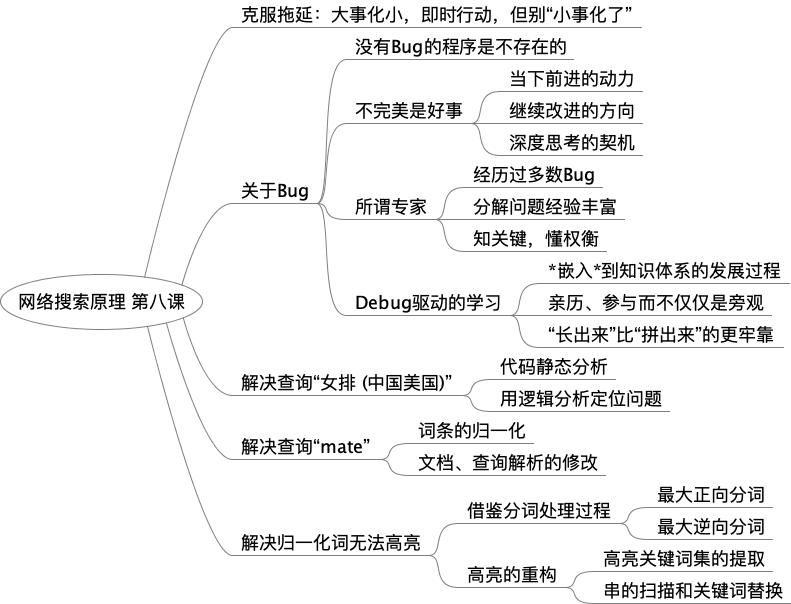 克服拖延：大事化小，即时行动，但别“小事化了”
没有Bug的程序是不存在的
当下前进的动力
不完美是好事
继续改进的方向
深度思考的契机
关于Bug
经历过多数Bug
所谓专家
分解问题经验丰富
知关键，懂权衡
*嵌入*到知识体系的发展过程
网络搜索原理 第八课
Debug驱动的学习
亲历、参与而不仅仅是旁观
“长出来”比“拼出来”的更牢靠
解决查询“女排 (中国美国)”
代码静态分析
用逻辑分析定位问题
解决查询“mate”
词条的归一化
文档、查询解析的修改
解决归一化词无法高亮
借鉴分词处理过程
最大正向分词
最大逆向分词
高亮的重构
高亮关键词集的提取
串的扫描和关键词替换